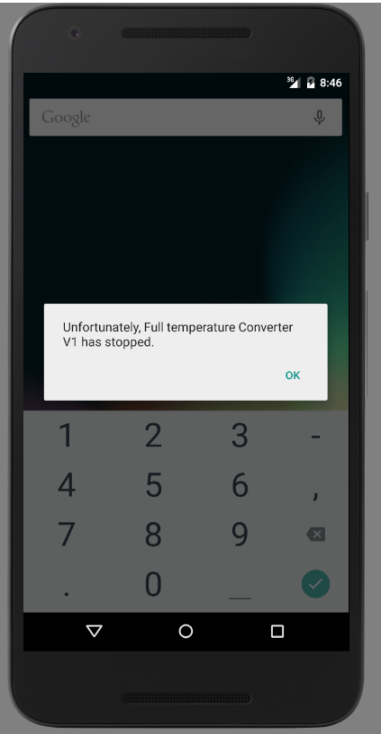 3G 8:46
Google
Unfortunately, Full temperature Converter
V1 has stopped.
OK
1 2 3 -
4 5 6 ,
7 8 9
. 0 _